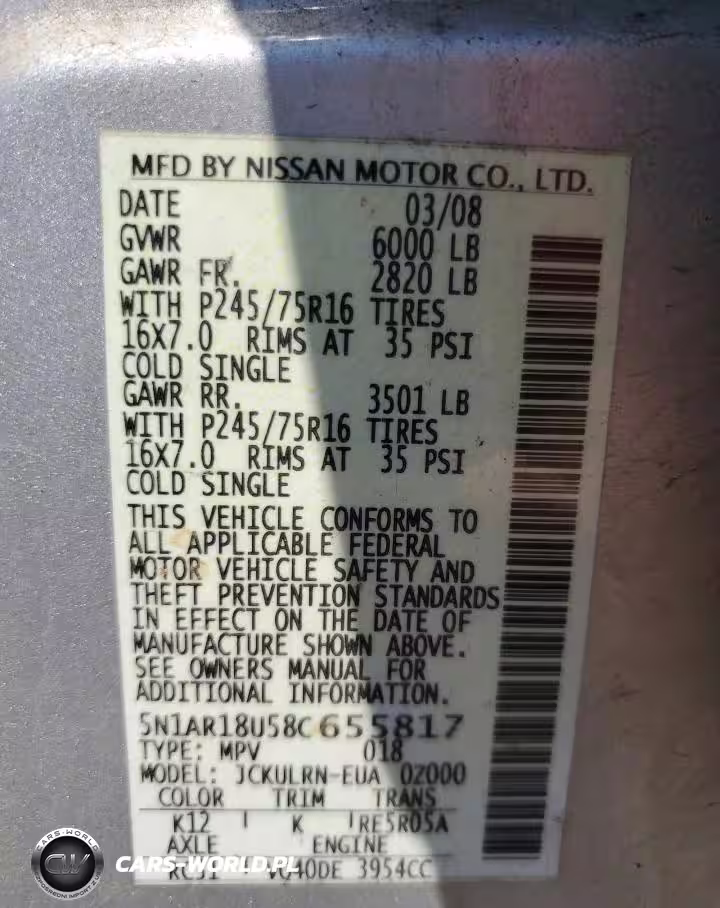 MFD BY NISSAN MOTOR CO., LTD.
DATE 03/08
GVWR 6000 LB
GAWR FR. 2820 LB
WITH P245/75R16 TIRES
16X7.0 RIMS AT 35 PSI
COLD SINGLE
GAWR RR. 3501 LB
WITH P245/75R16 TIRES
16X7.0 RIMS AT 35 PSI
COLD SINGLE
THIS VEHICLE CONFORMS TO
ALL APPLICABLE FEDERAL
MOTOR VEHICLE SAFETY AND
THEFT PREVENTION STANDARDS
IN EFFECT ON THE DATE OF
MANUFACTURE SHOWN ABOVE.
SEE OWNERS MANUAL FOR
ADDITIONAL INFORMATION.
5N1AR18U58C655817
TYPE: MPV 018
MODEL: JCKULRN-EUA 0Z000
COLOR TRIM TRANS
K12 K RE5R05A
AXLE ENGINE
VQ40DE 3954CC
CARS-WORLD.PL
CARS-WORLD
CW